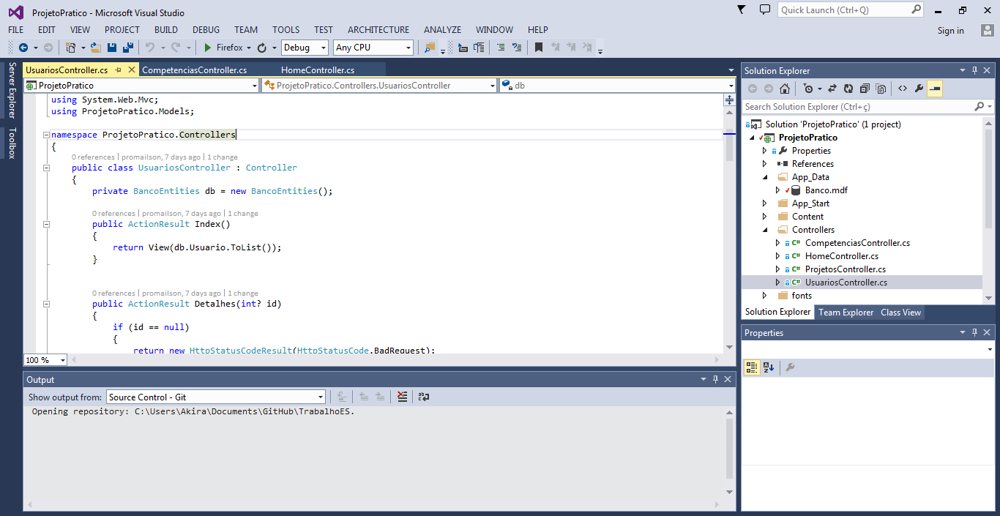 ProjetoPratico - Microsoft Visual Studio
Quick Launch (Ctrl+Q)
FILE EDIT VIEW PROJECT BUILD DEBUG TEAM TOOLS TEST ARCHITECTURE ANALYZE WINDOW HELP
Sign in
Firefox Debug Any CPU
Server Explorer
Toolbox
UsuariosController.cs CompetenciasController.cs HomeController.cs
ProjetoPratico ProjetoPratico.Controllers.UsuariosController db
using System.Web.Mvc;
using ProjetoPratico.Models;
namespace ProjetoPratico.Controllers
{
0 references | promailson, 7 days ago | 1 change
public class UsuariosController : Controller
{
private BancoEntities db = new BancoEntities();
0 references | promailson, 7 days ago | 1 change
public ActionResult Index()
{
return View(db.Usuario.ToList());
}
0 references | promailson, 7 days ago | 1 change
public ActionResult Detalhes(int? id)
{
if (id == null)
{
return new HttpStatusCodeResult(HttpStatusCode.BadRequest);
100 %
Output
Show output from: Source Control - Git
Opening repository: C:\Users\Akira\Documents\GitHub\TrabalhoES.
Solution Explorer
Search Solution Explorer (Ctrl+ç)
Solution 'ProjetoPratico' (1 project)
ProjetoPratico
Properties
References
App_Data
Banco.mdf
App_Start
Content
Controllers
C# CompetenciasController.cs
C# HomeController.cs
C# ProjetosController.cs
C# UsuariosController.cs
fonts
Solution Explorer Team Explorer Class View
Properties